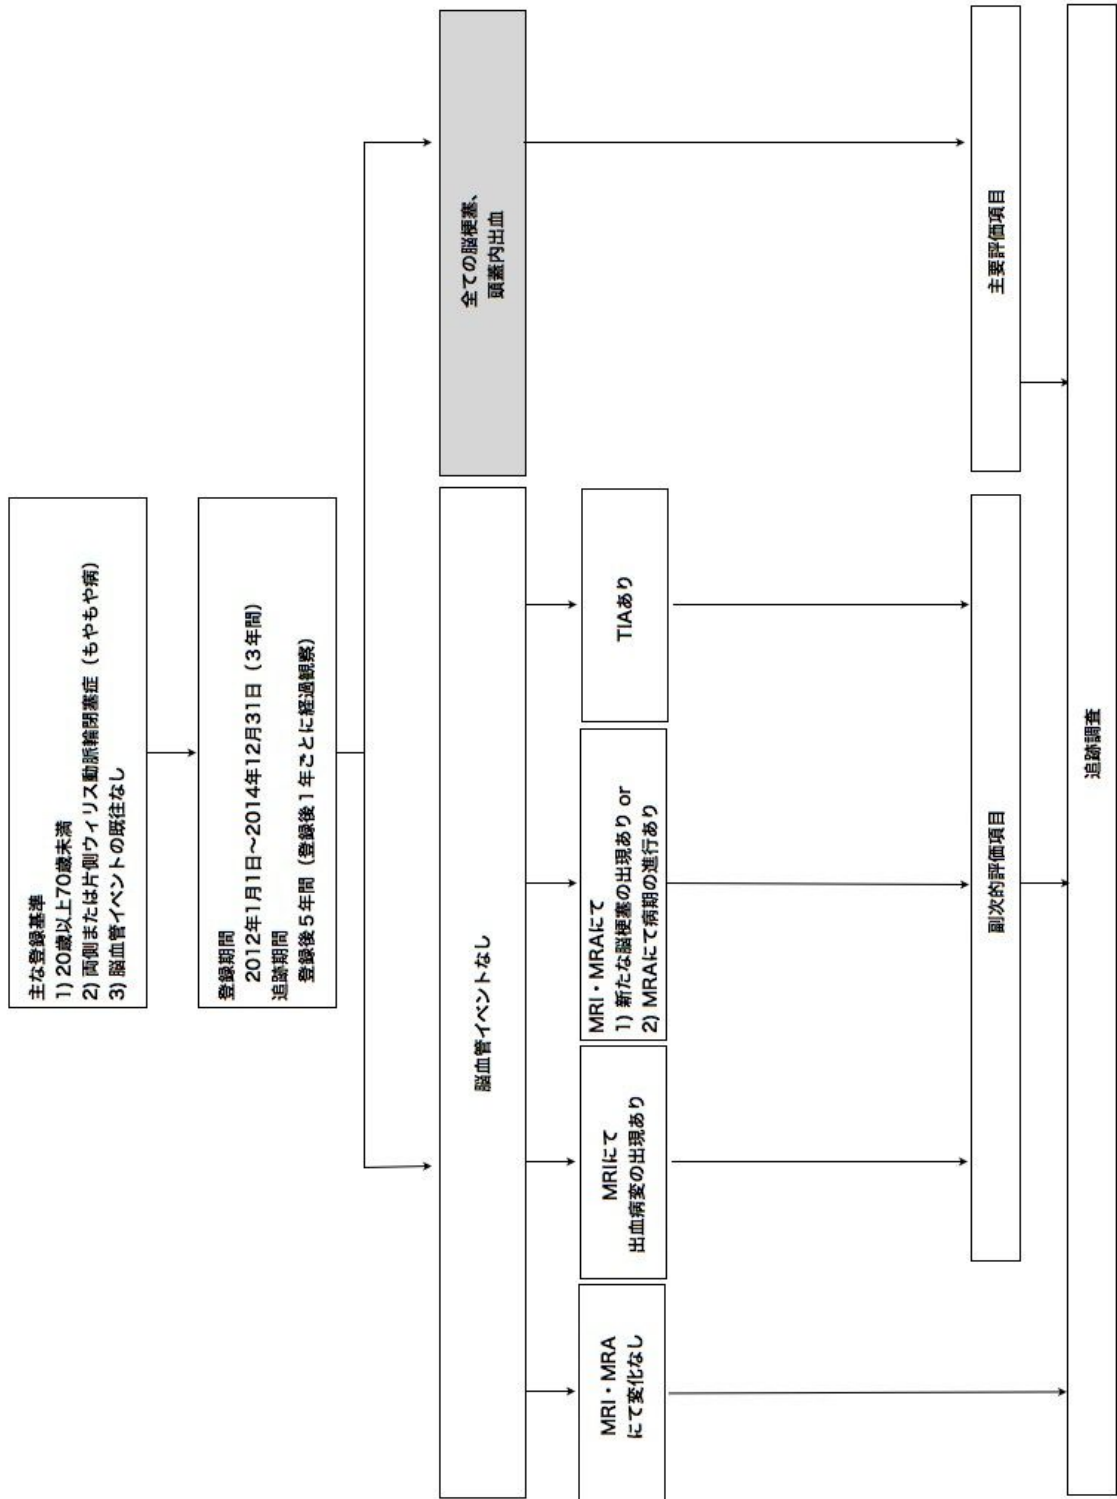 主な登録基準
1) 20歳以上70歳未満
2) 両側または片側ウィリス動脈輪閉塞症（もやもや病）
3) 脳血管イベントの既往なし
登録期間
2012年1月1日〜2014年12月31日（３年間）
追跡期間
登録後５年間（登録後１年ごとに経過観察）
脳血管イベントなし
全ての脳梗塞、
頭蓋内出血
MRI・MRA
にて変化なし
MRIにて
出血病変の出現あり
MRI・MRAにて
1) 新たな脳梗塞の出現あり or
2) MRAにて病期の進行あり
TIAあり
副次的評価項目
主要評価項目
追跡調査